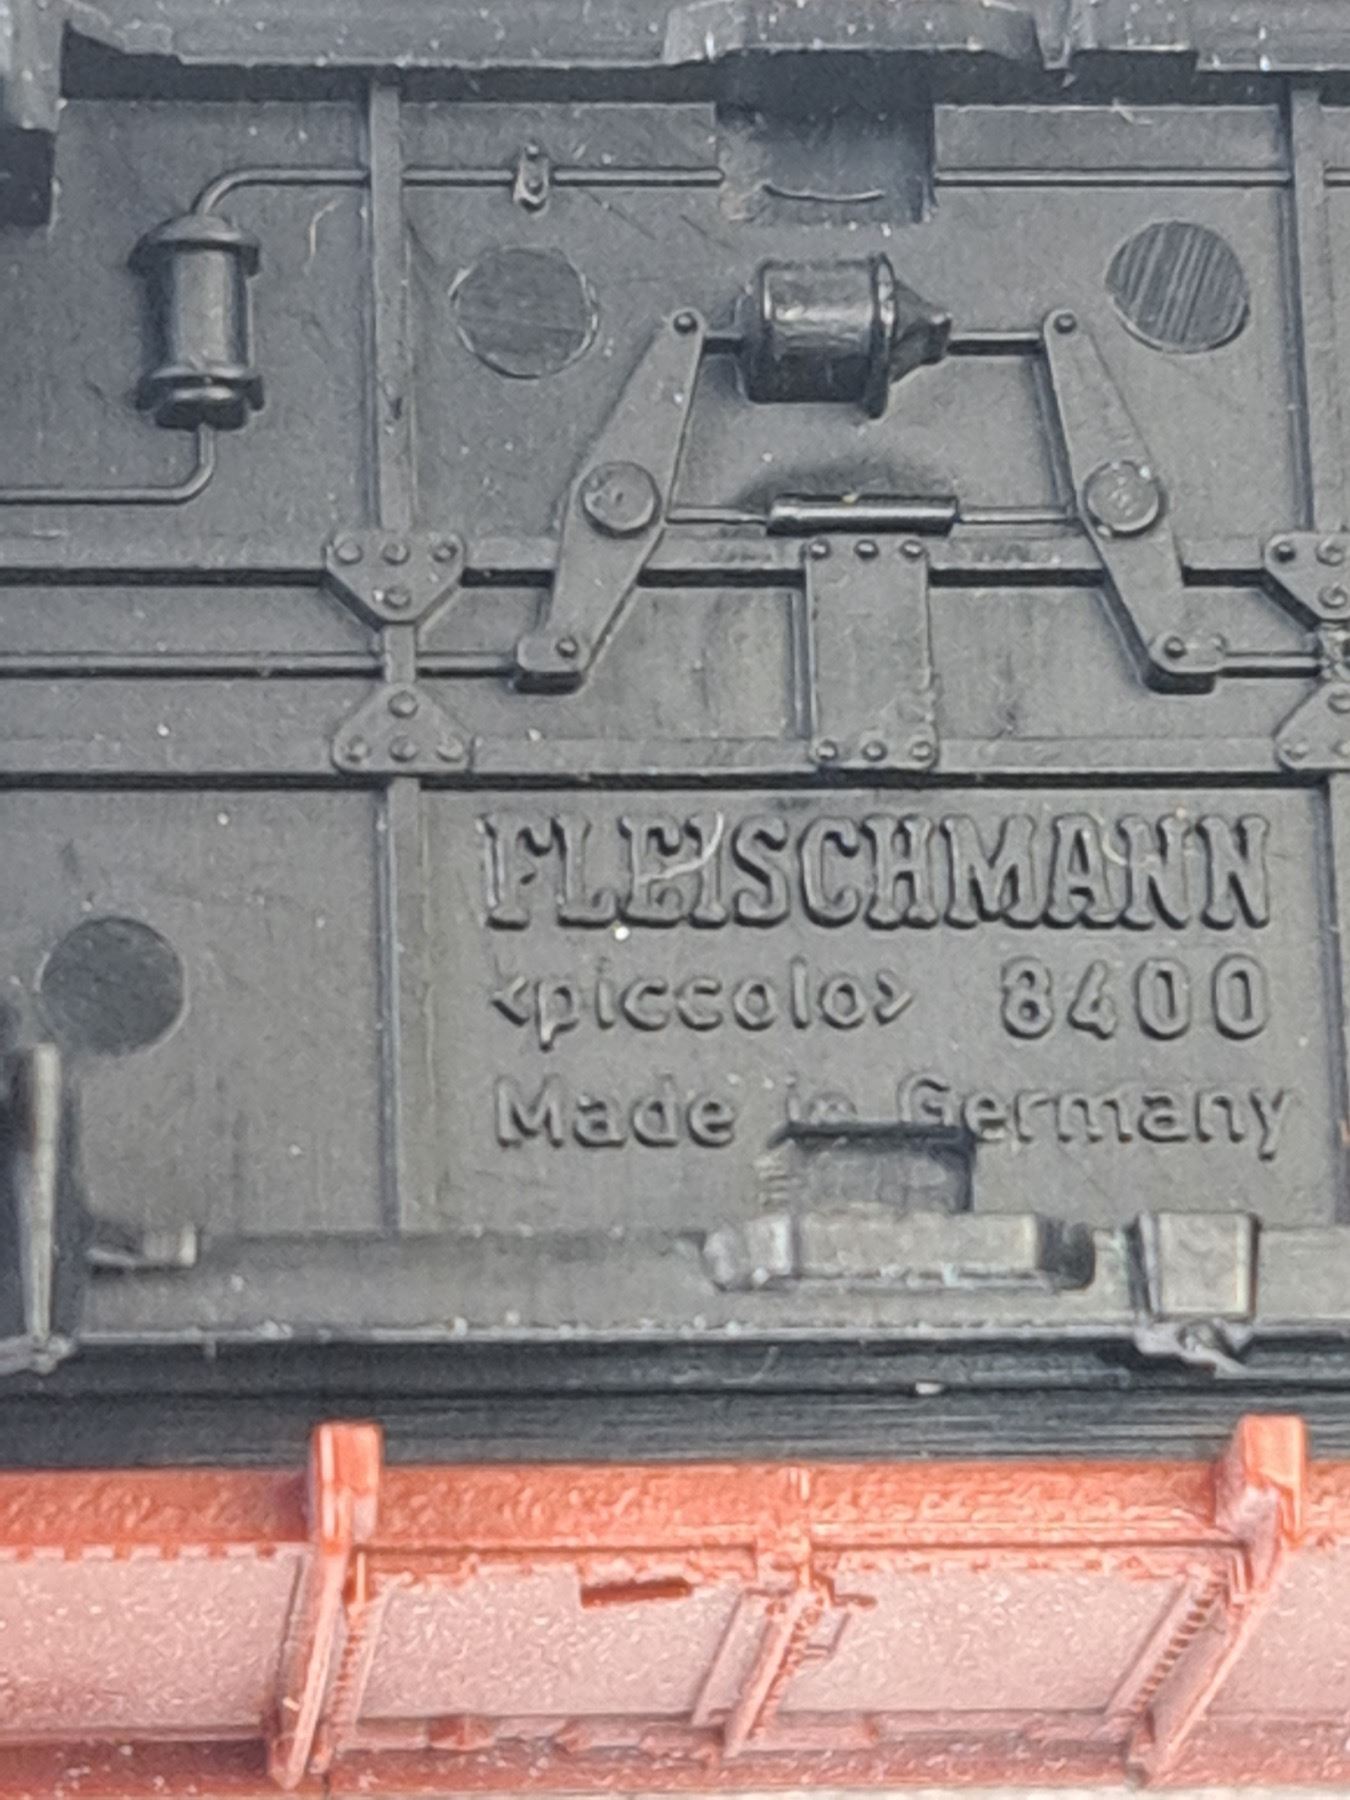 FLEISCHMANN
<piccolo> 8400
Made in Germany